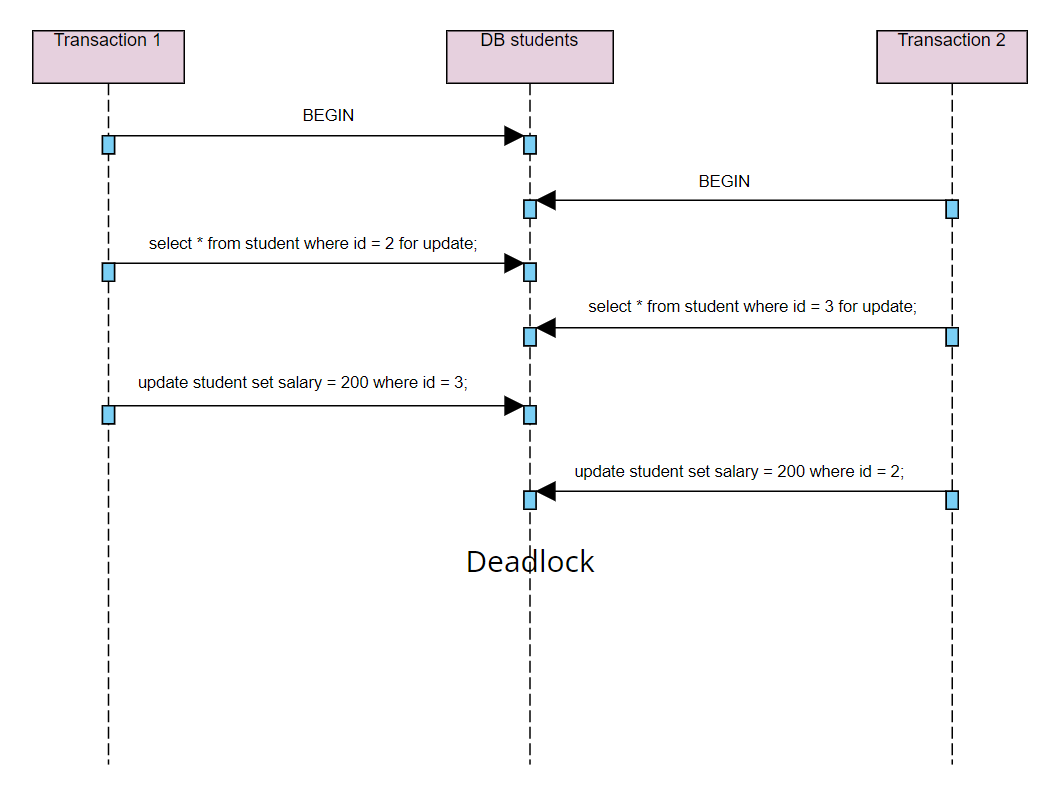 Transaction 1
DB students
Transaction 2
BEGIN
BEGIN
select * from student where id = 2 for update;
select * from student where id = 3 for update;
update student set salary = 200 where id = 3;
update student set salary = 200 where id = 2;
Deadlock